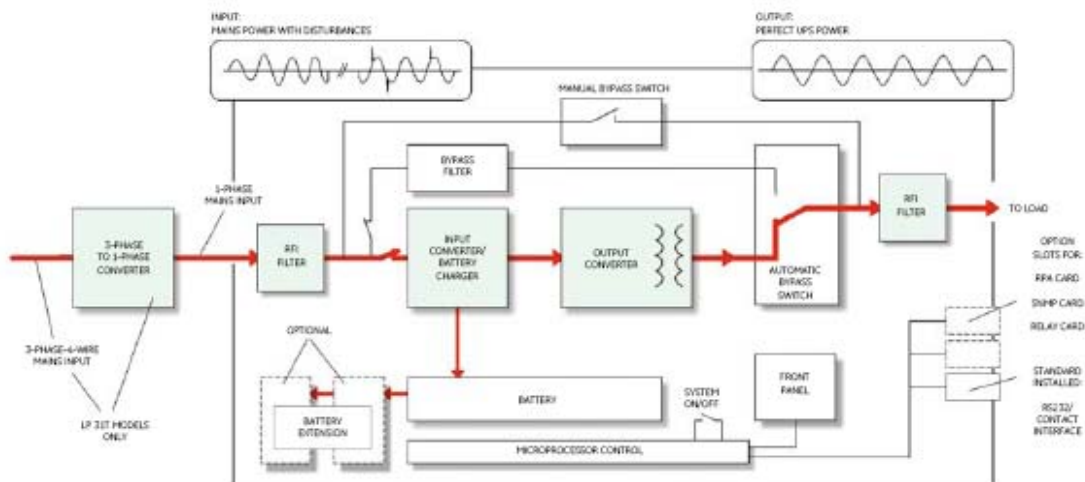 INPUT:
MAINS POWER WITH DISTURBANCES
OUTPUT:
PERFECT UPS POWER
MANUAL BYPASS SWITCH
BYPASS
FILTER
1-PHASE
MAINS INPUT
3-PHASE
TO 1-PHASE
CONVERTER
RFI
FILTER
INPUT
CONVERTER/
BATTERY
CHARGER
OUTPUT
CONVERTER
AUTOMATIC
BYPASS
SWITCH
RFI
FILTER
TO LOAD
OPTION
SLOTS FOR:
RPA CARD
SNMP CARD
RELAY CARD
STANDARD
INSTALLED
RS232/
CONTACT
INTERFACE
3-PHASE-4-WIRE
MAINS INPUT
LP 31T MODELS
ONLY
OPTIONAL
BATTERY
EXTENSION
BATTERY
SYSTEM
ON/OFF
FRONT
PANEL
MICROPROCESSOR CONTROL